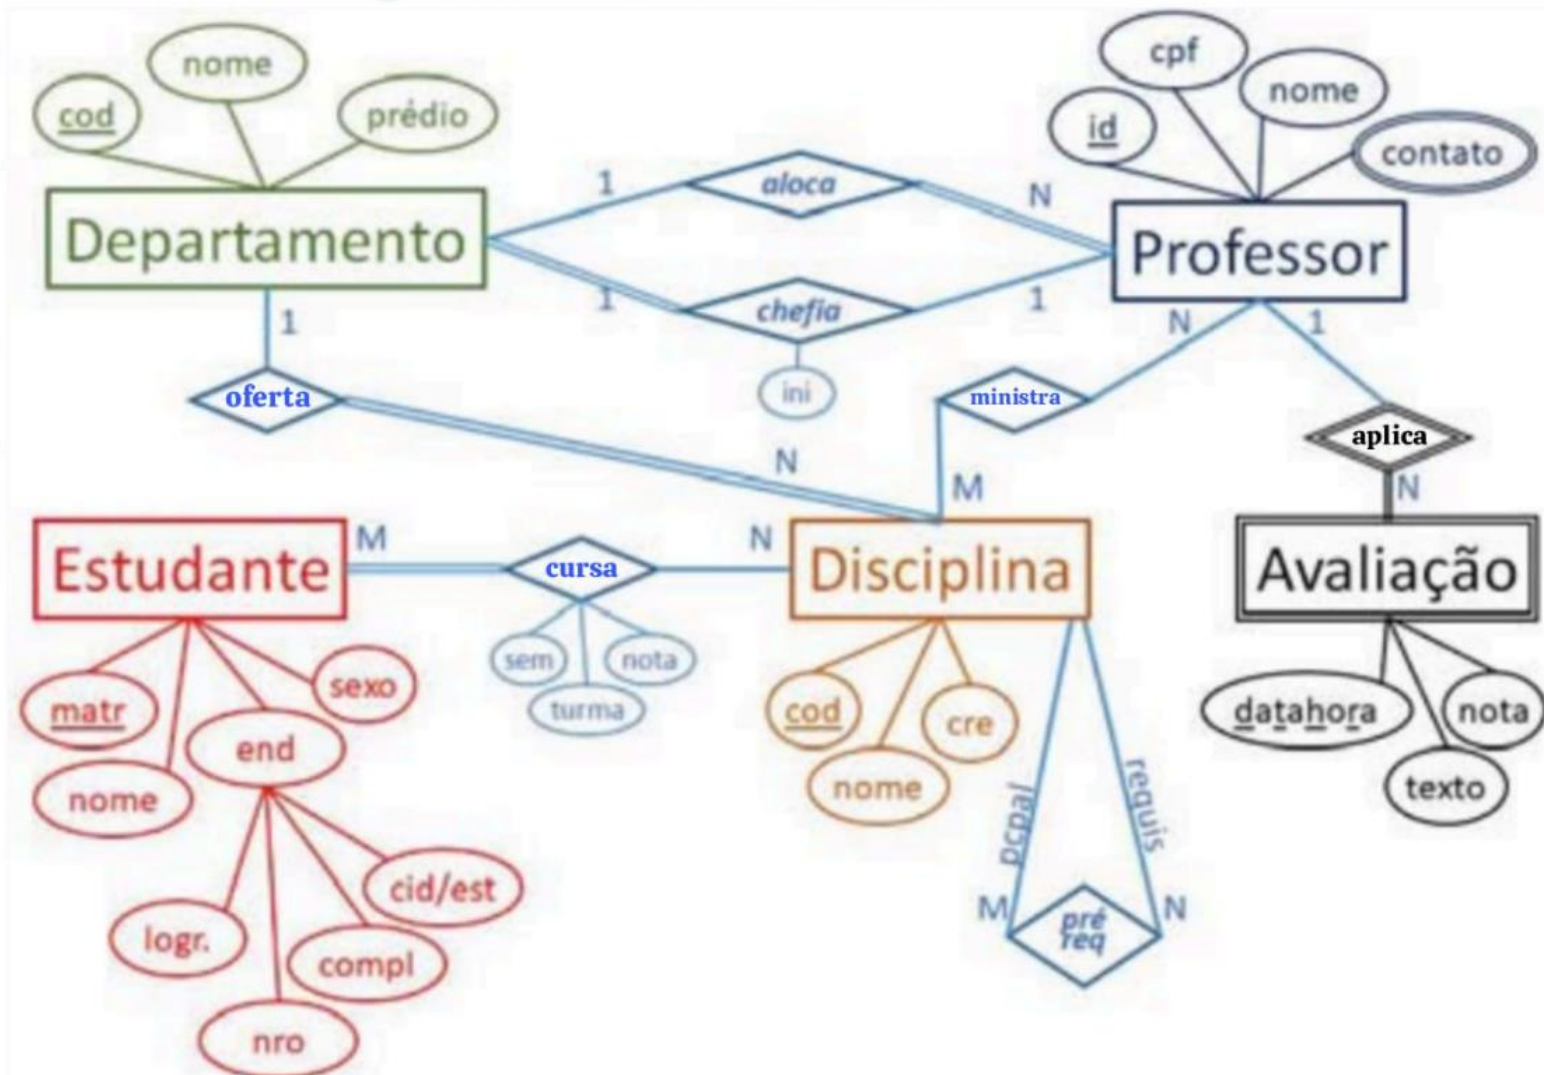 nome
cod
prédio
Departamento
cpf
nome
id
contato
Professor
1
aloca
N
1
chefia
1
ini
1
oferta
N
N
ministra
M
1
aplica
N
Estudante
M
cursa
N
Disciplina
Avaliação
sem
nota
turma
matr
sexo
end
nome
cid/est
logr.
compl
nro
cod
cre
nome
pcpal
requis
M
pré
req
N
datahora
nota
texto